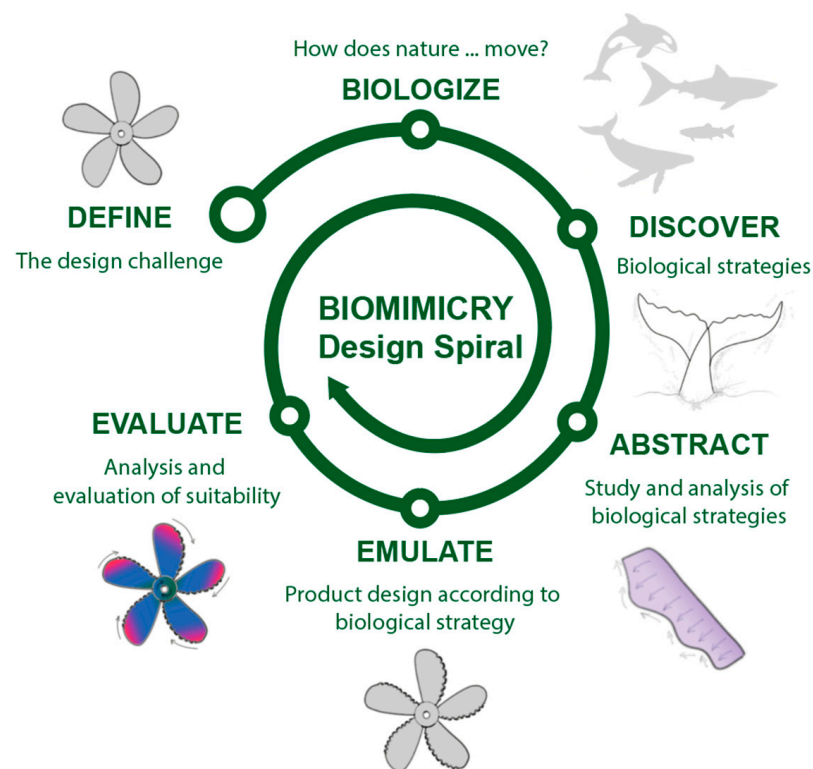 How does nature ... move?
BIOLOGIZE
DEFINE
The design challenge
DISCOVER
Biological strategies
BIOMIMICRY
Design Spiral
EVALUATE
Analysis and
evaluation of suitability
ABSTRACT
Study and analysis of
biological strategies
EMULATE
Product design according to
biological strategy